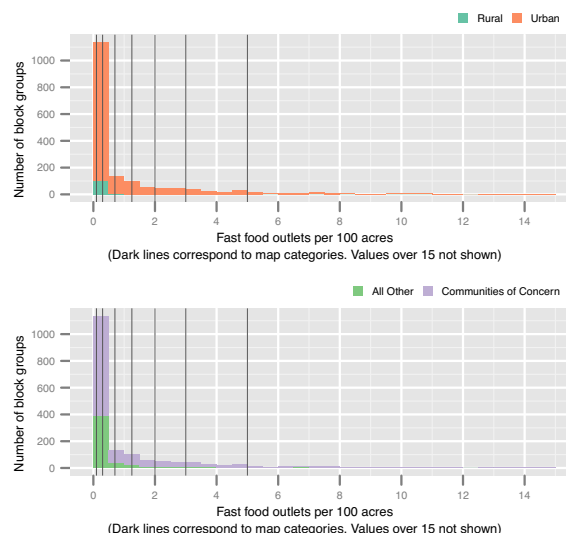 Rural Urban
1000
800
600
400
200
0
Number of block groups
0 2 4 6 8 10 12 14
Fast food outlets per 100 acres
(Dark lines correspond to map categories. Values over 15 not shown)
All Other Communities of Concern
1000
800
600
400
200
0
Number of block groups
0 2 4 6 8 10 12 14
Fast food outlets per 100 acres
(Dark lines correspond to map categories. Values over 15 not shown)